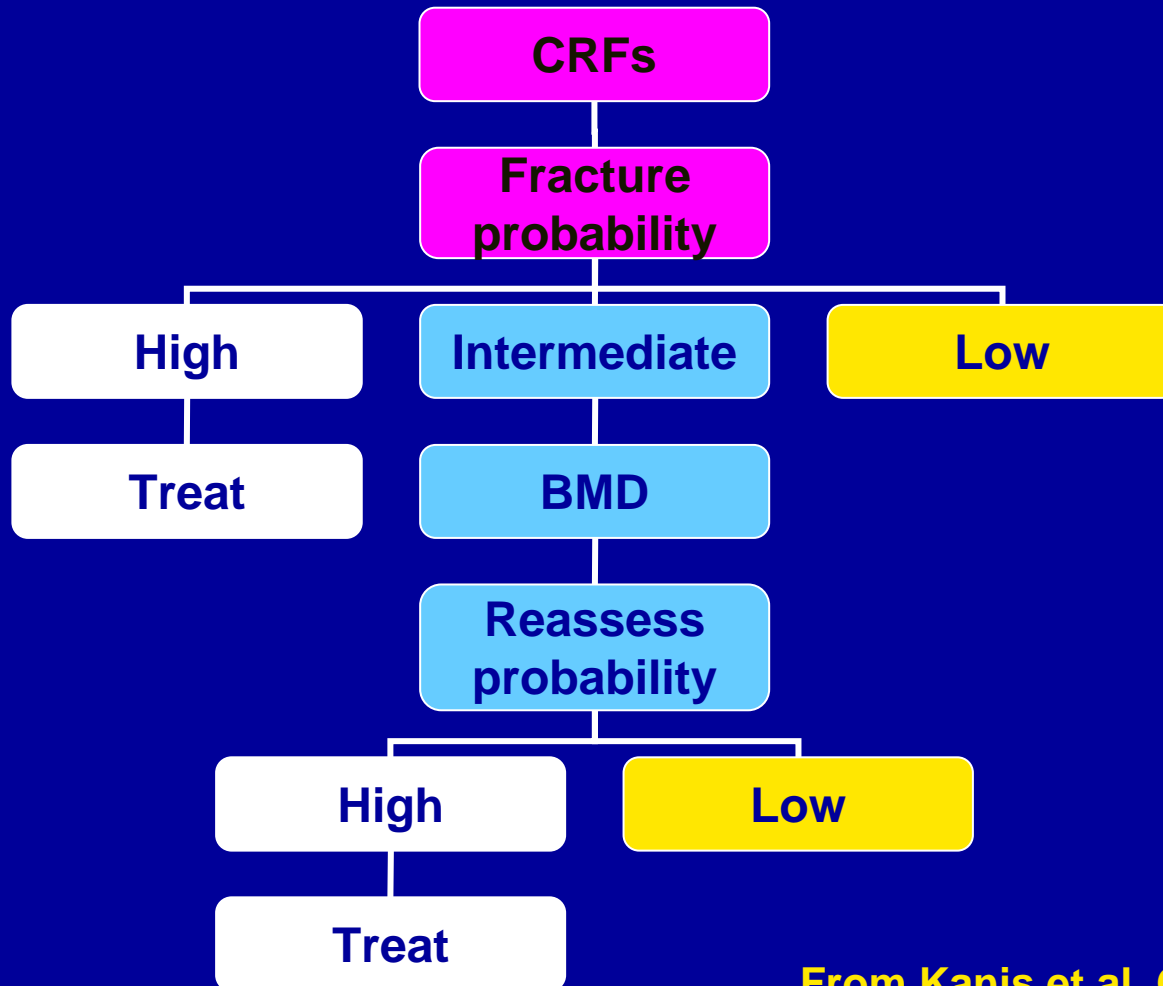 CRFs
Fracture
probability
High
Intermediate
Low
Treat
BMD
Reassess
probability
High
Low
Treat
From Kanis et al.